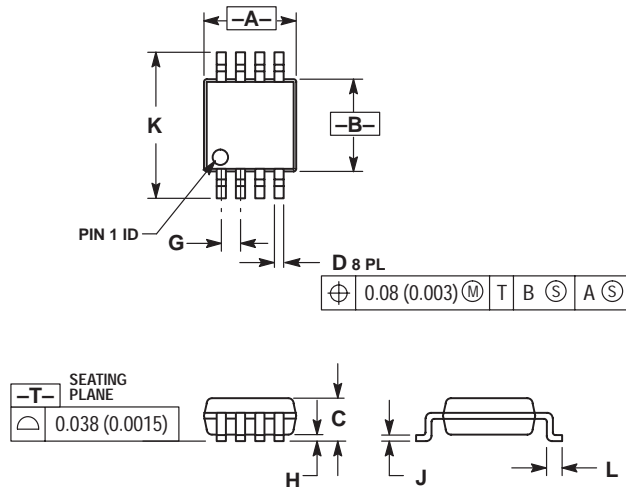 –A–
K
–B–
PIN 1 ID
G
D 8 PL
⌖ 0.08 (0.003) Ⓜ T B Ⓢ A Ⓢ
–T– SEATING
PLANE
⌓ 0.038 (0.0015)
C
H
J
L